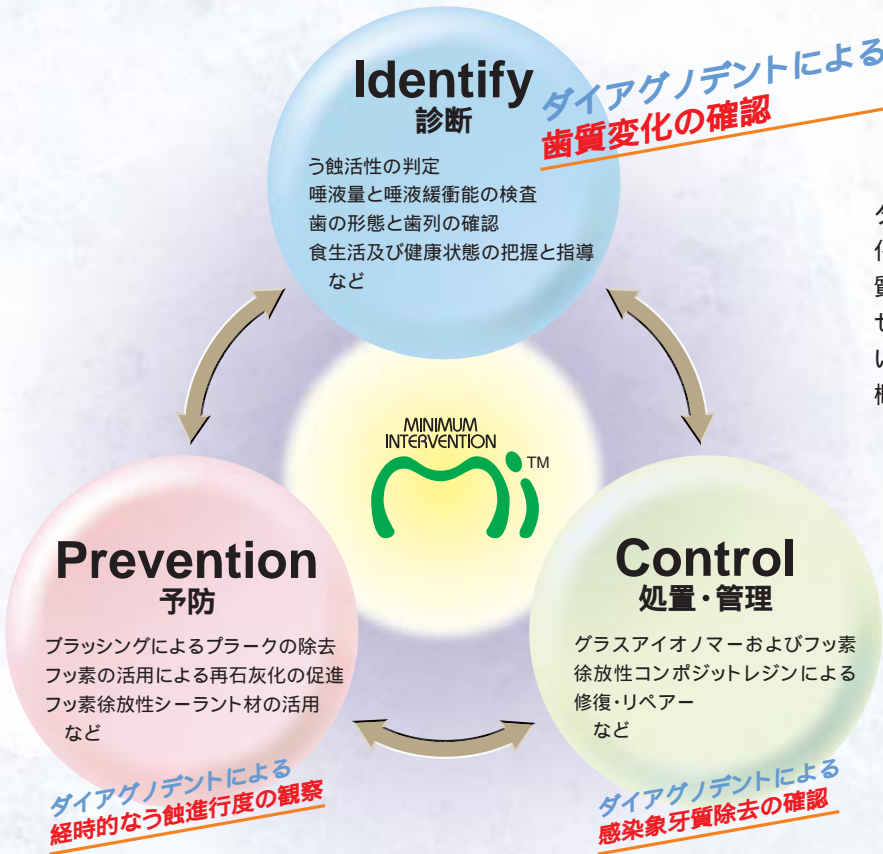 Identify
診断
う蝕活性の判定
唾液量と唾液緩衝能の検査
歯の形態と歯列の確認
食生活及び健康状態の把握と指導
など
ダイアグノデントによる
歯質変化の確認
MINIMUM
INTERVENTION
Mi TM
Prevention
予防
ブラッシングによるプラークの除去
フッ素の活用による再石灰化の促進
フッ素徐放性シーラント材の活用
など
ダイアグノデントによる
経時的なう蝕進行度の観察
Control
処置・管理
グラスアイオノマーおよびフッ素
徐放性コンポジットレジンによる
修復・リペアー
など
ダイアグノデントによる
感染象牙質除去の確認